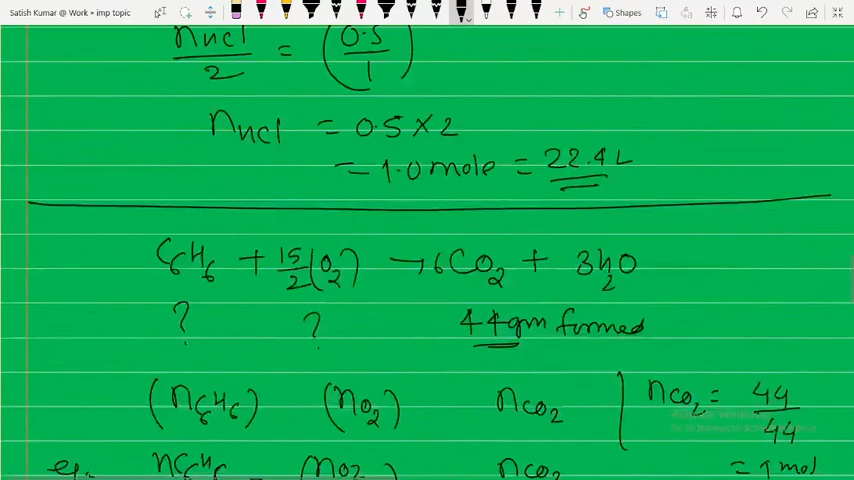 Satish Kumar @ Work » imp topic
Shapes
nHCl/2 = (0.5/1)
nHCl = 0.5 × 2
= 1.0 mole = 22.4 L
C6H6 + 15/2 (O2) → 6CO2 + 3H2O
? ? 44 gm formed
(nC6H6) (nO2) nCO2 | nCO2 = 44/44
nC6H6 = (nO2) nCO2 = 1 mol